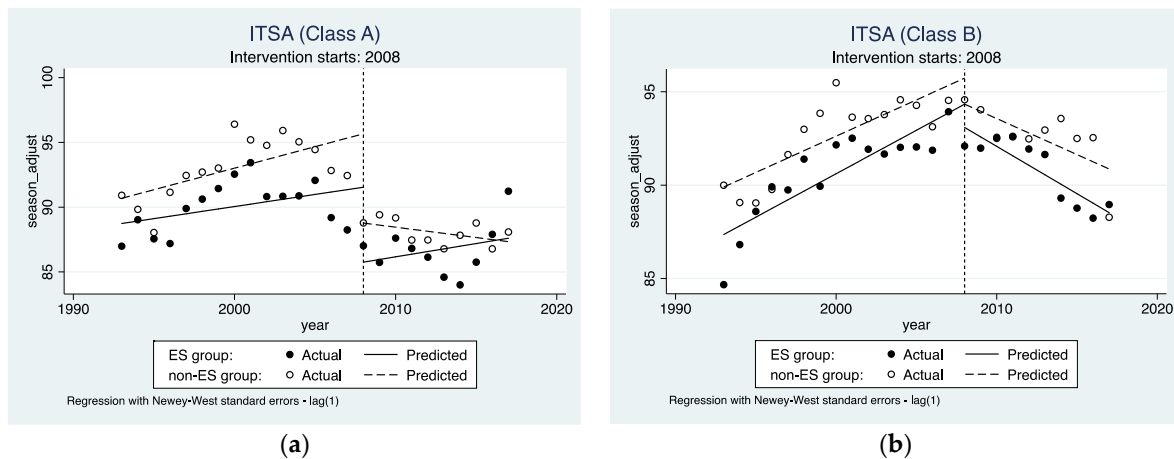 ITSA (Class A)
Intervention starts: 2008
season_adjust
100
95
90
85
1990
2000
2010
2020
year
ES group: Actual Predicted
non-ES group: Actual Predicted
Regression with Newey-West standard errors - lag(1)
(a)
ITSA (Class B)
Intervention starts: 2008
season_adjust
95
90
85
1990
2000
2010
2020
year
ES group: Actual Predicted
non-ES group: Actual Predicted
Regression with Newey-West standard errors - lag(1)
(b)